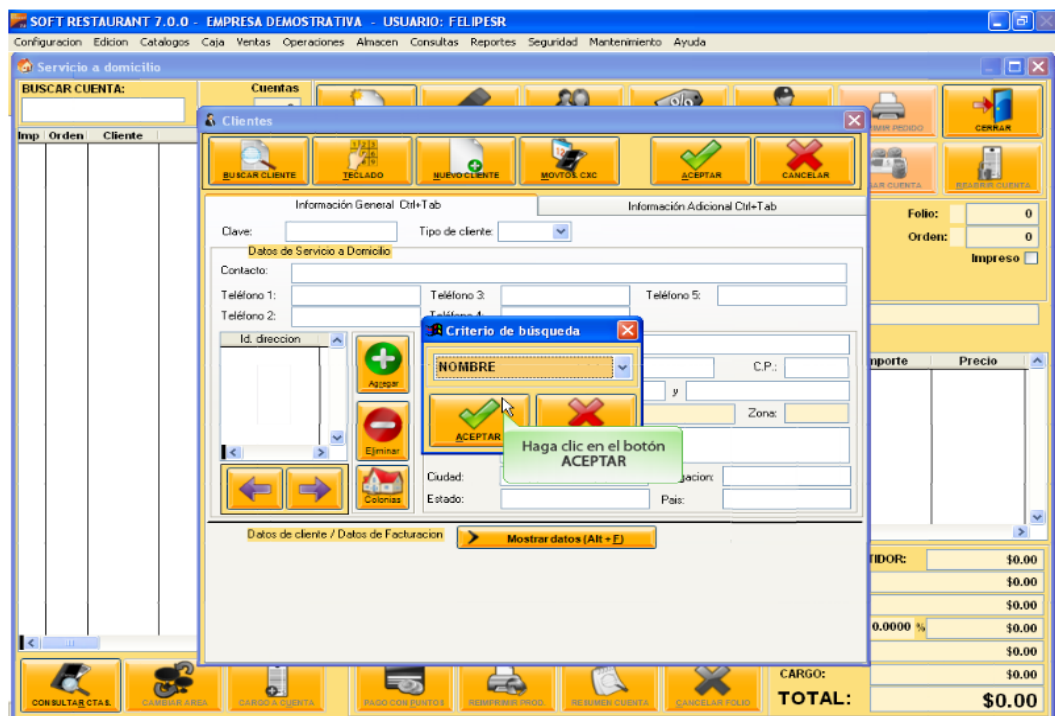 SOFT RESTAURANT 7.0.0 - EMPRESA DEMOSTRATIVA - USUARIO: FELIPESR
Configuracion Edicion Catalogos Caja Ventas Operaciones Almacen Consultas Reportes Seguridad Mantenimiento Ayuda
Servicio a domicilio
BUSCAR CUENTA:
Cuentas
PEDIDO
CERRAR
Imp Orden Cliente
Clientes
BUSCAR CLIENTE
TECLADO
NUEVO CLIENTE
MOVTOS. CXC
ACEPTAR
CANCELAR
CUENTA
REABRIR CUENTA
Información General Ctrl+Tab
Información Adicional Ctrl+Tab
Folio: 0
Clave:
Tipo de cliente:
Orden: 0
Datos de Servicio a Domicilio
Impreso
Contacto:
Teléfono 1:
Teléfono 3:
Teléfono 5:
Teléfono 2:
Id. direccion
Criterio de búsqueda
NOMBRE
C.P.:
Precio
Agregar
y
Zona:
ACEPTAR
Haga clic en el botón
ACEPTAR
Eliminar
Ciudad:
Colonias
Estado:
Pais:
Datos de cliente / Datos de Facturacion
Mostrar datos (Alt + F)
$0.00
$0.00
$0.00
0.0000 %
$0.00
$0.00
CARGO: $0.00
TOTAL: $0.00
CONSULTAR CTAS.
CAMBIAR AREA
CARGO A CUENTA
PAGO CON PUNTOS
REIMPRIMIR PROD.
RESUMEN CUENTA
CANCELAR FOLIO